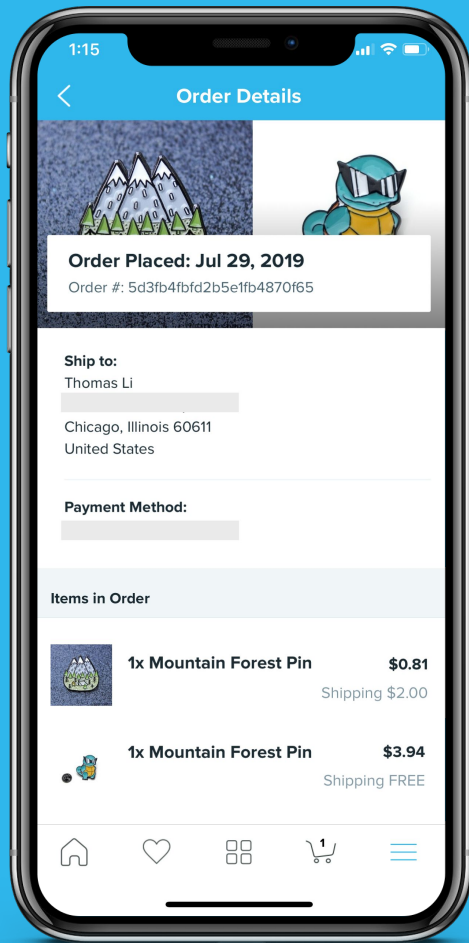 1:15
Order Details
Order Placed: Jul 29, 2019
Order #: 5d3fb4fbfd2b5e1fb4870f65
Ship to:
Thomas Li
Chicago, Illinois 60611
United States
Payment Method:
Items in Order
1x Mountain Forest Pin $0.81
Shipping $2.00
1x Mountain Forest Pin $3.94
Shipping FREE
1